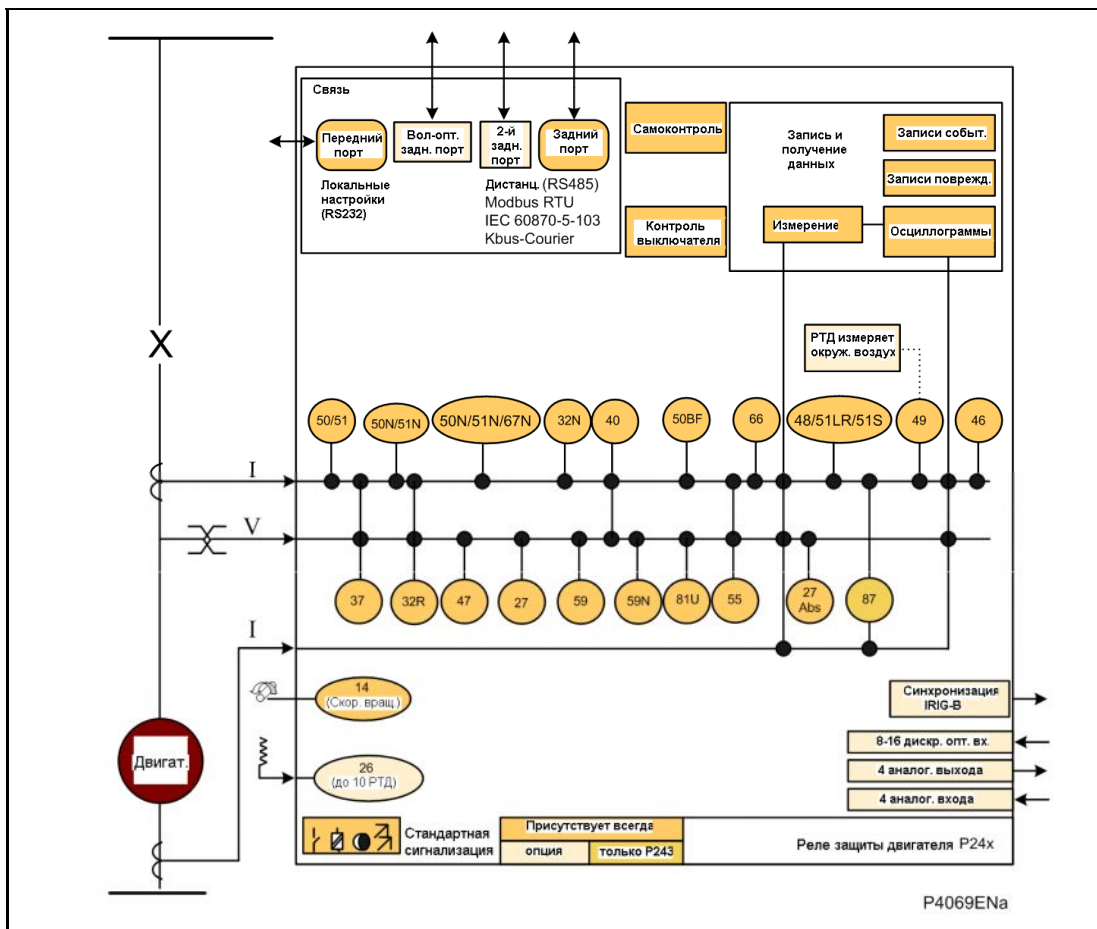 Связь
Передний
порт
Вол-опт.
задн. порт
2-й
задн.
порт
Задний
порт
Локальные
настройки
(RS232)
Дистанц. (RS485)
Modbus RTU
IEC 60870-5-103
Kbus-Courier
Самоконтроль
Контроль
выключателя
Запись и
получение
данных
Записи событ.
Записи поврежд.
Измерение
Осциллограммы
X
РТД измеряет
окруж. воздух
50/51
50N/51N
50N/51N/67N
32N
40
50BF
66
48/51LR/51S
49
46
I
V
37
32R
47
27
59
59N
81U
55
27
Abs
87
I
14
(Скор. вращ.)
26
(до 10 РТД)
Двигат.
Синхронизация
IRIG-B
8-16 дискр. опт. вх.
4 аналог. выхода
4 аналог. входа
Стандартная
сигнализация
Присутствует всегда
опция
только P243
Реле защиты двигателя P24x
P4069ENa